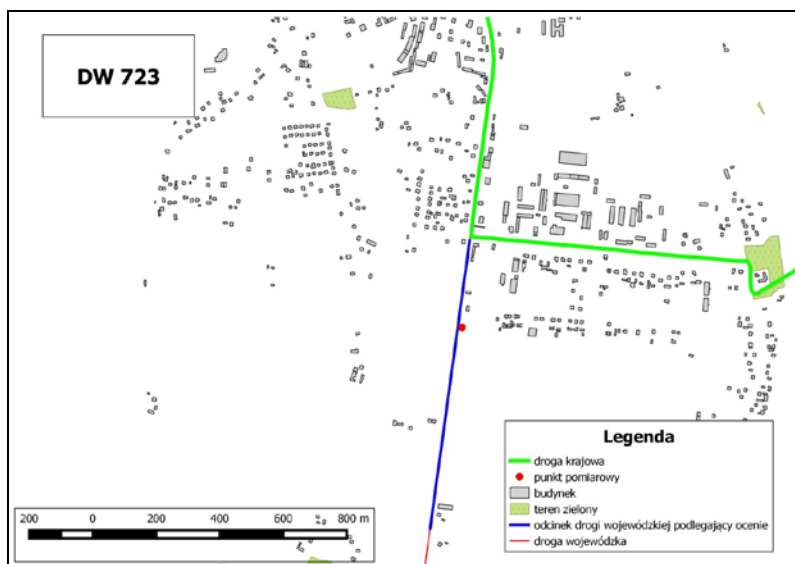 DW 723
Legenda
droga krajowa
punkt pomiarowy
budynek
teren zielony
odcinek drogi wojewódzkiej podlegający ocenie
droga wojewódzka
200 0 200 400 600 800 m